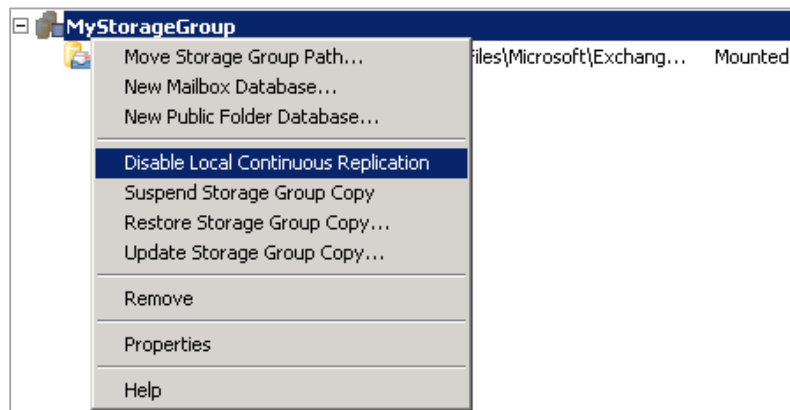 MyStorageGroup
Move Storage Group Path...
iles\Microsoft\Exchang... Mounted
New Mailbox Database...
New Public Folder Database...
Disable Local Continuous Replication
Suspend Storage Group Copy
Restore Storage Group Copy...
Update Storage Group Copy...
Remove
Properties
Help